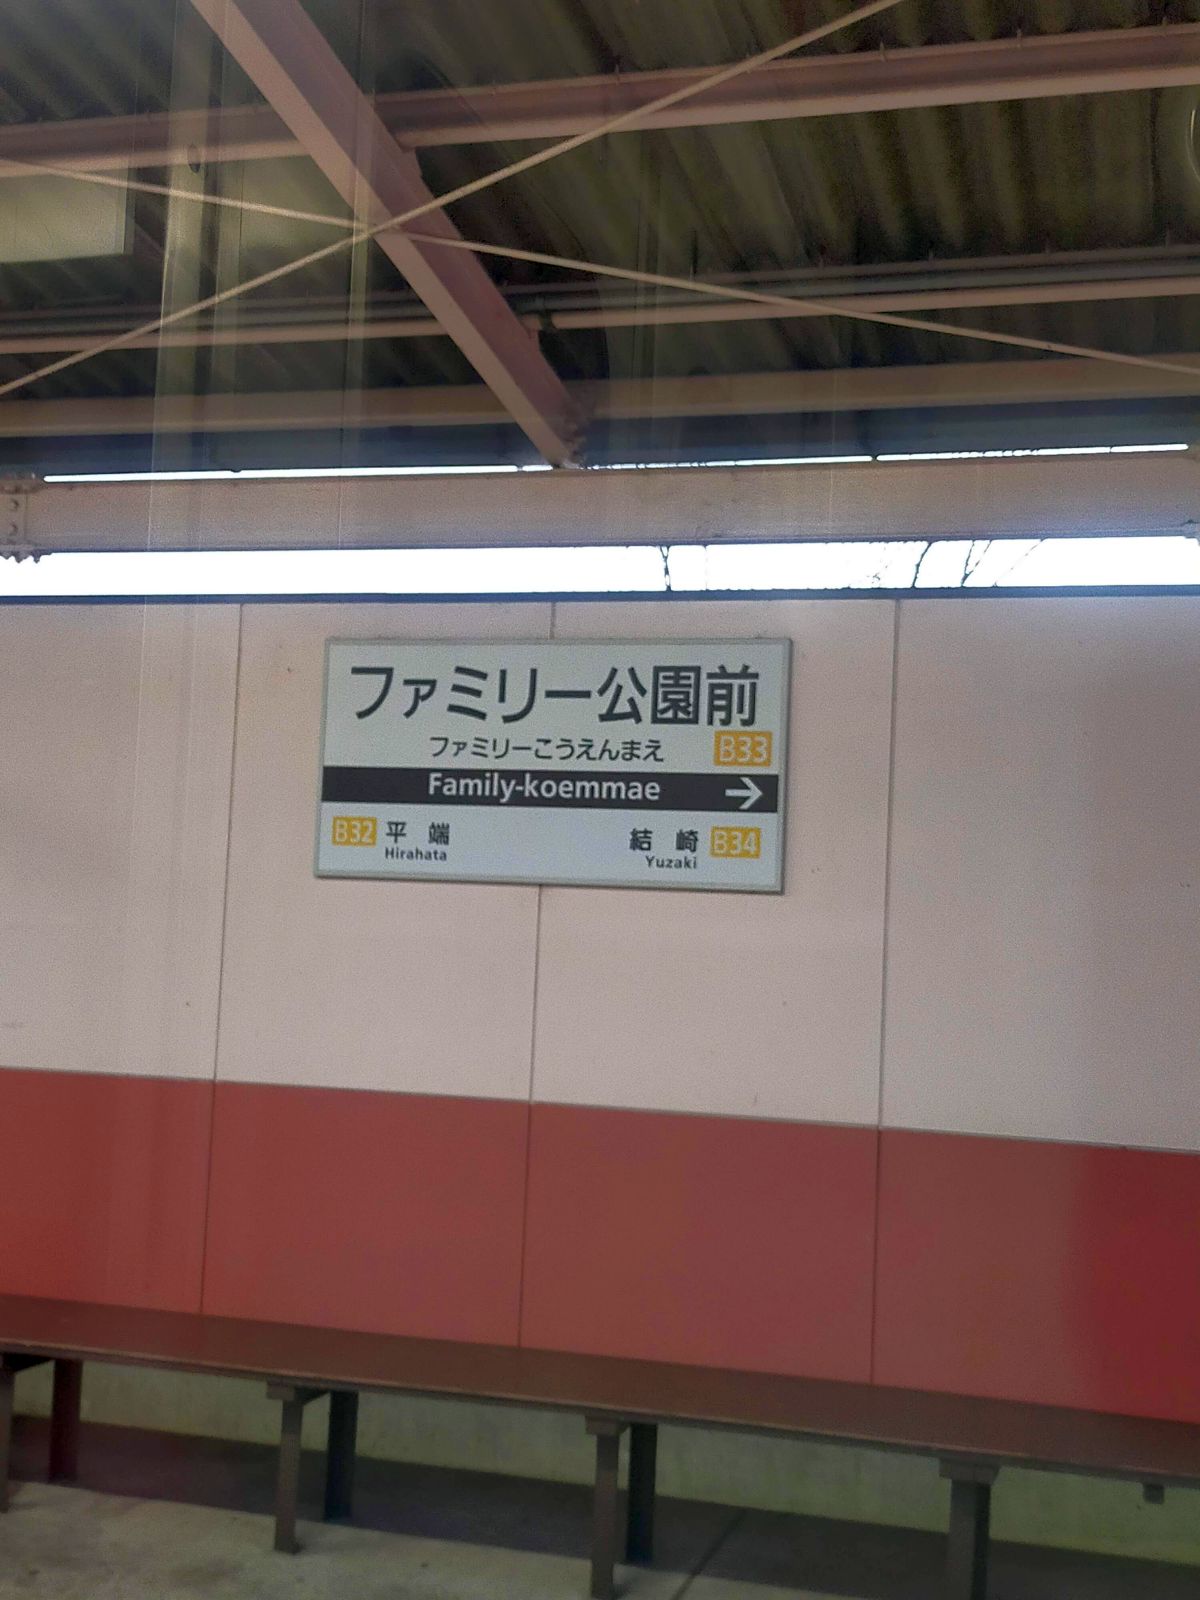 ファミリー公園前
ファミリーこうえんまえ B33
Family-koemmae →
B32 平端 結崎 B34
Hirahata Yuzaki